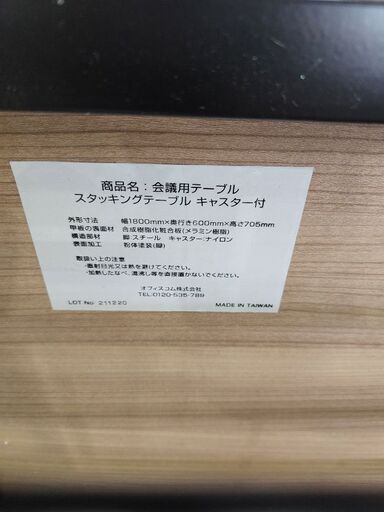 商品名：会議用テーブル
スタッキングテーブル キャスター付
外形寸法 幅1800mm×奥行き600mm×高さ705mm
甲板の表面材 合成樹脂化粧合板(メラミン樹脂)
構造部材 脚:スチール キャスター:ナイロン
表面加工 粉体塗装(脚)
取扱い上の注意
・直射日光又は熱を避けてください。
・加熱したなべ、湯沸し等を直接置かないでください。
オフィスコム株式会社
TEL:0120-535-789
LOT No 211220
MADE IN TAIWAN